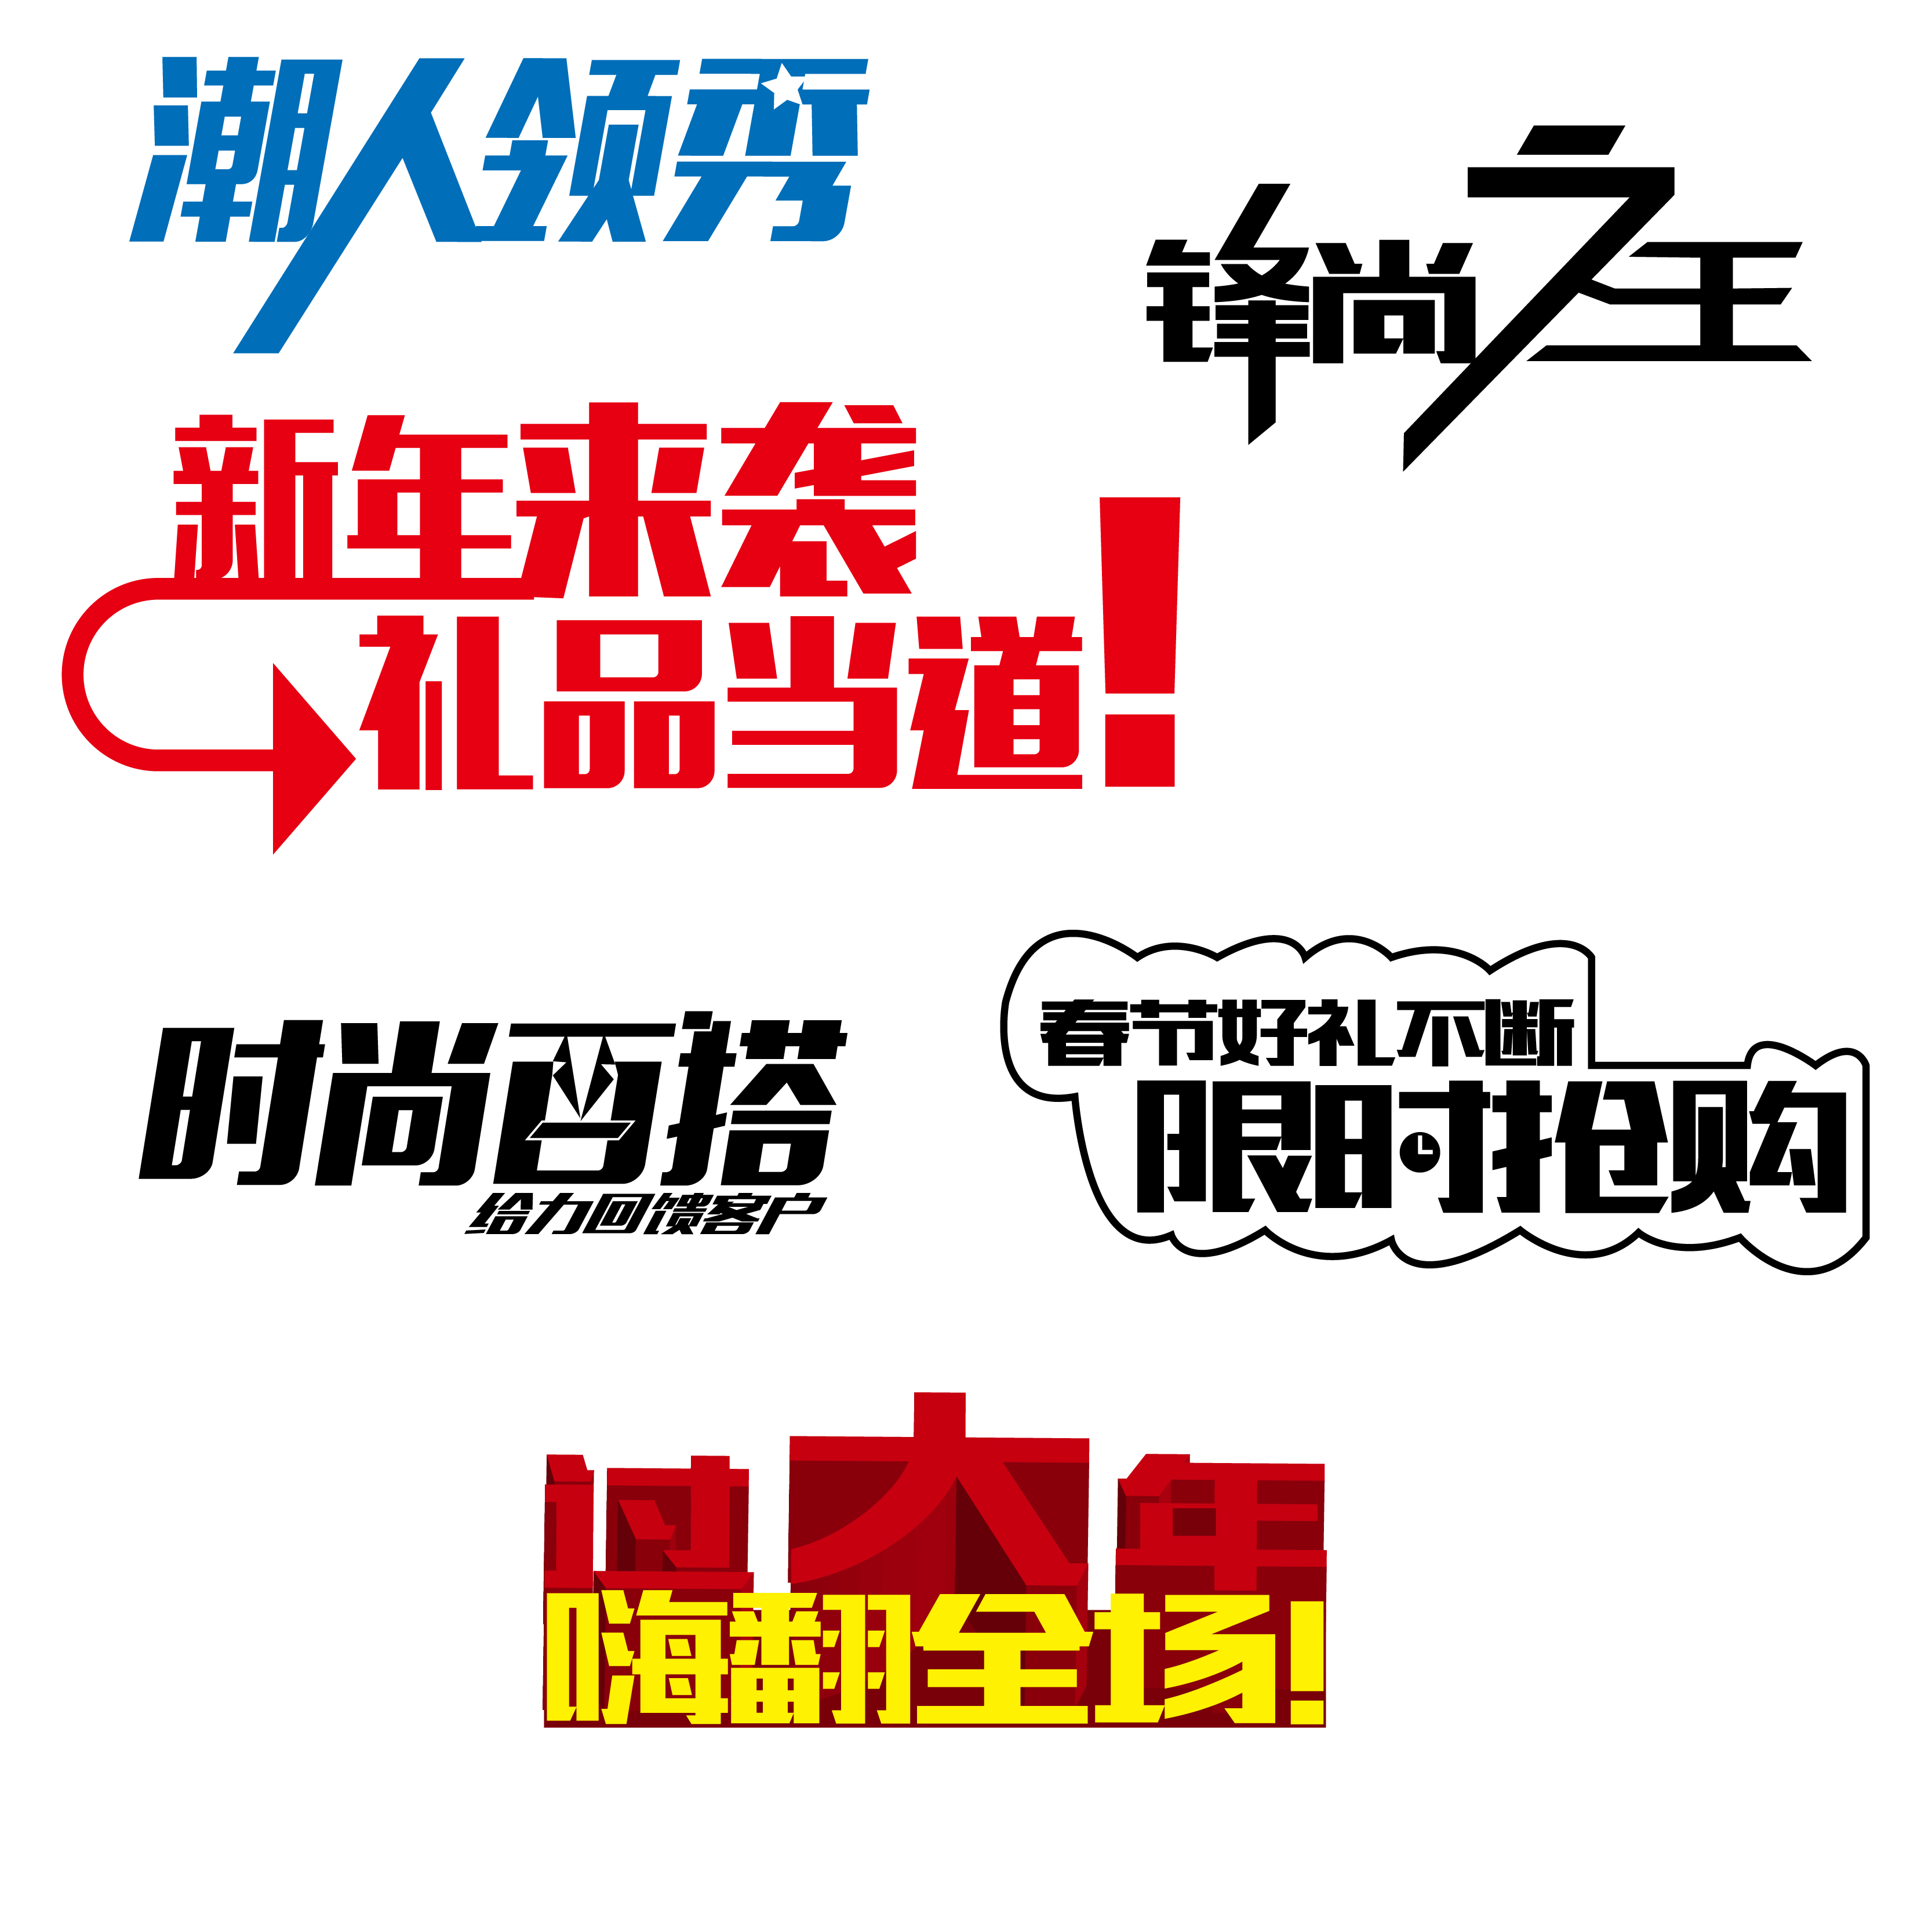 潮人领秀
锋尚之王
新年来袭
礼品当道!
时尚百搭
给力回馈客户
春节好礼不断
限时抢购
过大年
嗨翻全场!